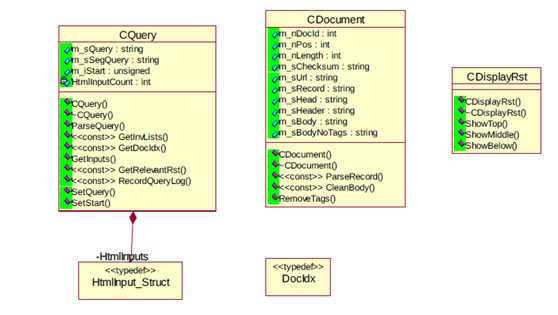 CQuery
m_sQuery : string
m_sSegQuery : string
m_iStart : unsigned
HtmlInputCount : int
CQuery()
~CQuery()
ParseQuery()
<<const>> GetInvLists()
<<const>> GetDocIdx()
GetInputs()
<<const>> GetRelevantRst()
<<const>> RecordQueryLog()
SetQuery()
SetStart()
-HtmlInputs
<<typedef>>
HtmlInput_Struct
CDocument
m_nDocId : int
m_nPos : int
m_nLength : int
m_sChecksum : string
m_sUrl : string
m_sRecord : string
m_sHead : string
m_sHeader : string
m_sBody : string
m_sBodyNoTags : string
CDocument()
~CDocument()
<<const>> ParseRecord()
<<const>> CleanBody()
RemoveTags()
<<typedef>>
DocIdx
CDisplayRst
CDisplayRst()
~CDisplayRst()
ShowTop()
ShowMiddle()
ShowBelow()